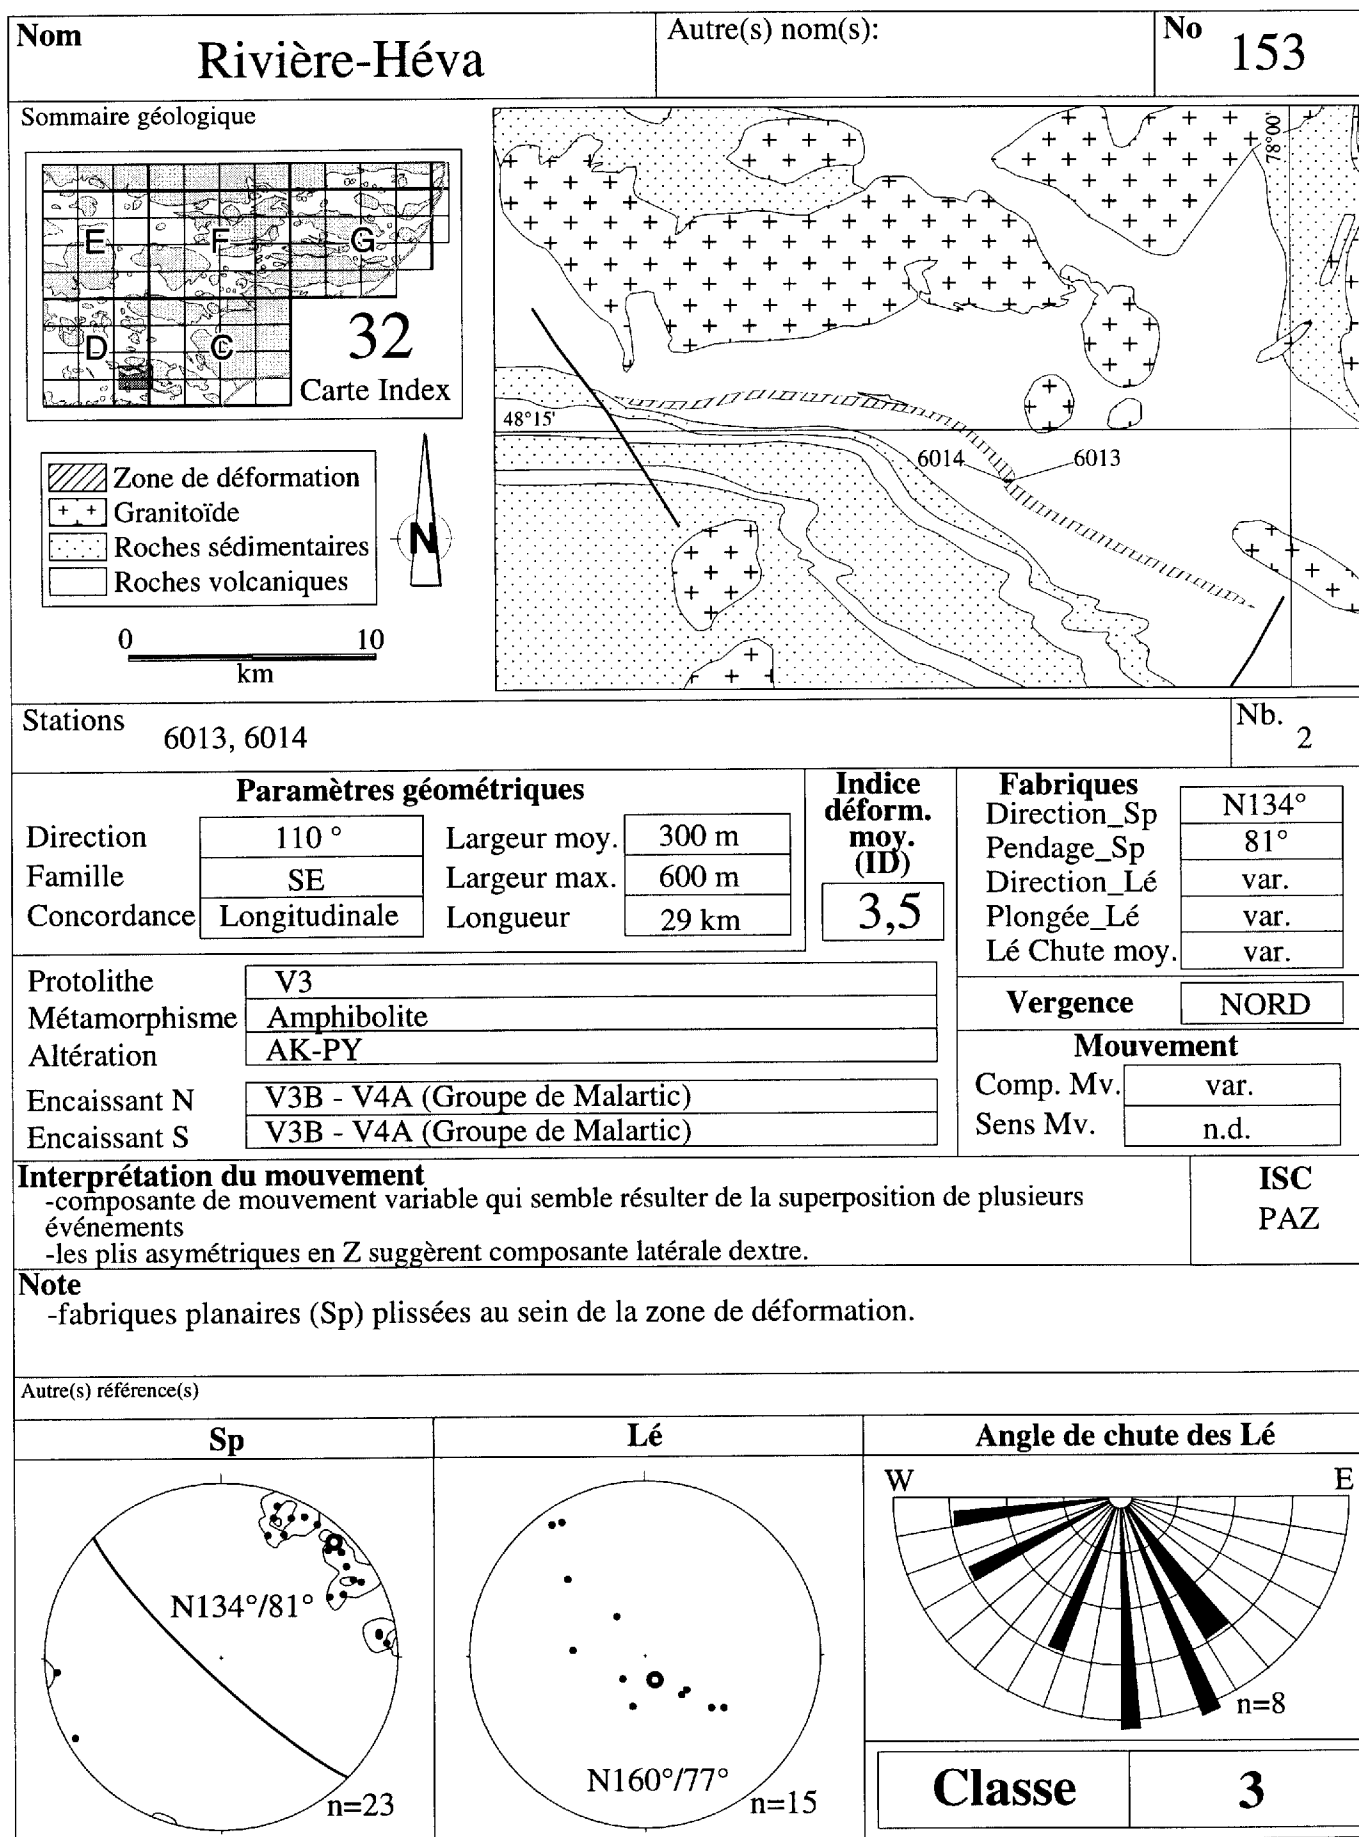 Nom
Rivière-Héva
Autre(s) nom(s):
No
153
Sommaire géologique
E
F
G
D
C
32
Carte Index
Zone de déformation
Granitoïde
Roches sédimentaires
Roches volcaniques
N
0 10
km
78°00'
48°15'
6014
6013
Stations
6013, 6014
Nb.
2
Paramètres géométriques
Direction 110 °
Famille SE
Concordance Longitudinale
Largeur moy. 300 m
Largeur max. 600 m
Longueur 29 km
Indice
déform.
moy.
(ID)
3,5
Fabriques
Direction_Sp N134°
Pendage_Sp 81°
Direction_Lé var.
Plongée_Lé var.
Lé Chute moy. var.
Protolithe V3
Métamorphisme Amphibolite
Altération AK-PY
Encaissant N V3B - V4A (Groupe de Malartic)
Encaissant S V3B - V4A (Groupe de Malartic)
Vergence NORD
Mouvement
Comp. Mv. var.
Sens Mv. n.d.
Interprétation du mouvement
-composante de mouvement variable qui semble résulter de la superposition de plusieurs
événements
-les plis asymétriques en Z suggèrent composante latérale dextre.
ISC
PAZ
Note
-fabriques planaires (Sp) plissées au sein de la zone de déformation.
Autre(s) référence(s)
Sp
N134°/81°
n=23
Lé
N160°/77°
n=15
Angle de chute des Lé
W E
n=8
Classe 3